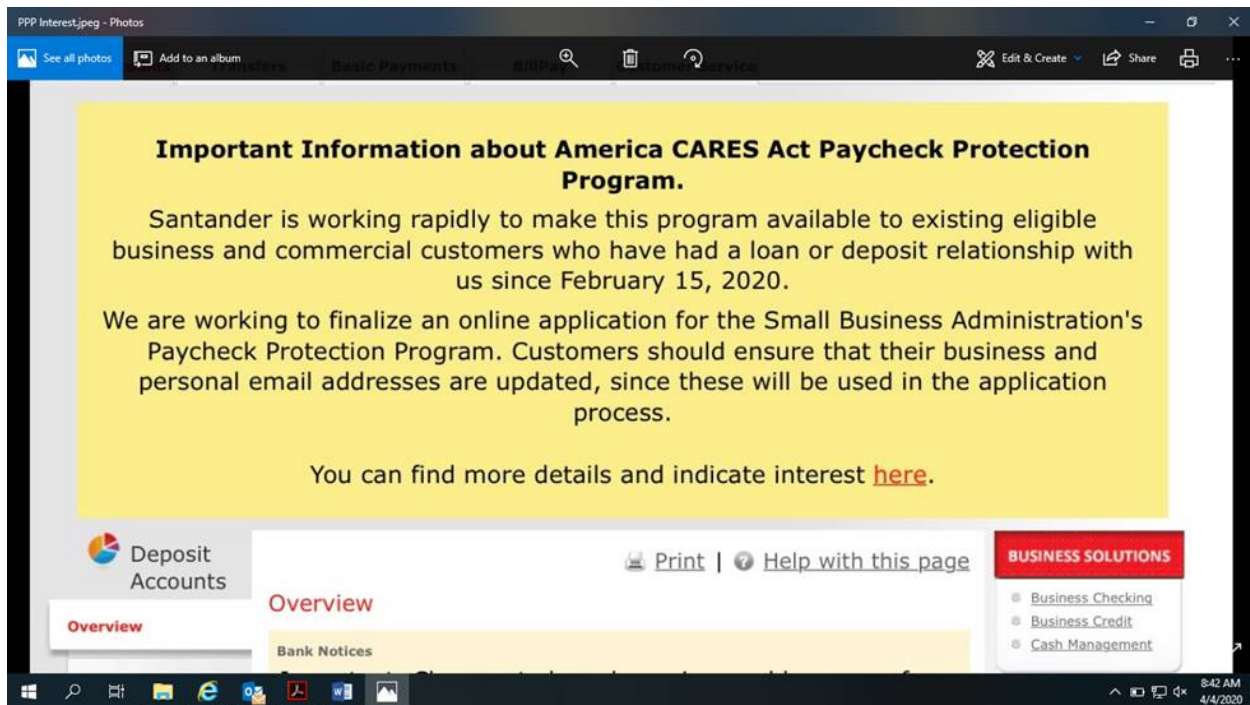 PPP Interest.jpeg - Photos
See all photos Add to an album Edit & Create Share
Transfers Basic Payments BillPay Customer Service
Important Information about America CARES Act Paycheck Protection
Program.
Santander is working rapidly to make this program available to existing eligible
business and commercial customers who have had a loan or deposit relationship with
us since February 15, 2020.
We are working to finalize an online application for the Small Business Administration's
Paycheck Protection Program. Customers should ensure that their business and
personal email addresses are updated, since these will be used in the application
process.
You can find more details and indicate interest here.
Deposit
Accounts
Overview
Print | Help with this page
Overview
Bank Notices
BUSINESS SOLUTIONS
Business Checking
Business Credit
Cash Management
8:42 AM
4/4/2020